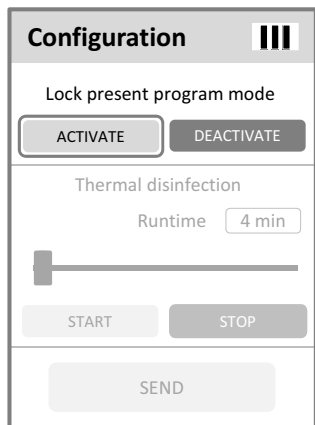 Configuration
Lock present program mode
ACTIVATE DEACTIVATE
Thermal disinfection
Runtime 4 min
START STOP
SEND